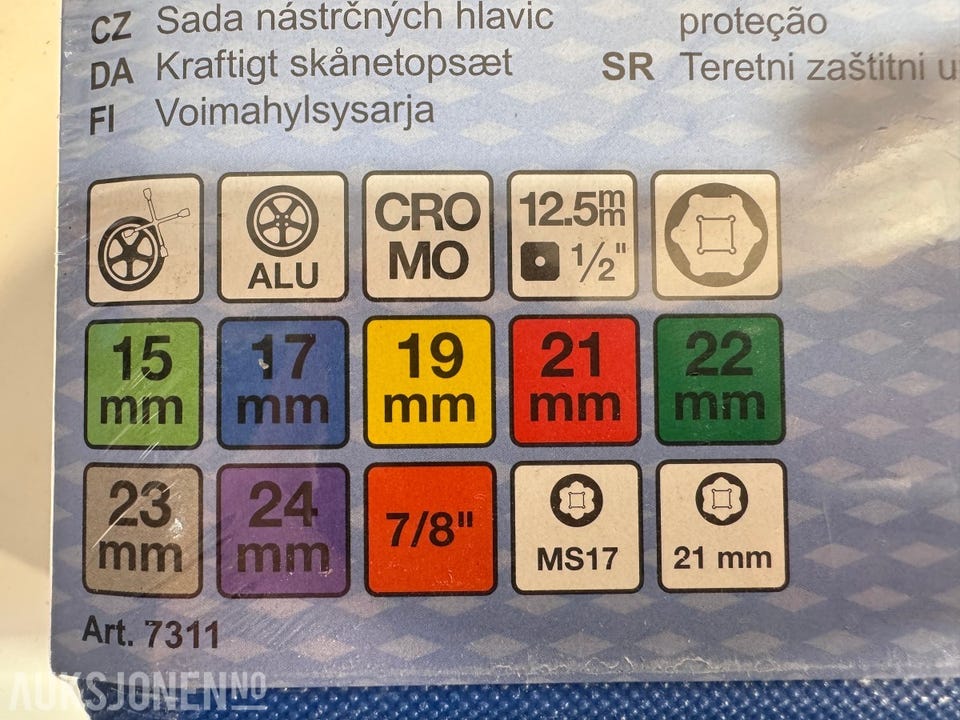 CZ Sada nástrčných hlavic
proteção
DA Kraftigt skånetopsæt
SR Teretni zaštitni
FI Voimahylsysarja
ALU
CRO
MO
12.5mm
1/2"
15
mm
17
mm
19
mm
21
mm
22
mm
23
mm
24
mm
7/8"
MS17
21 mm
Art. 7311
AUKSJONEN.NO